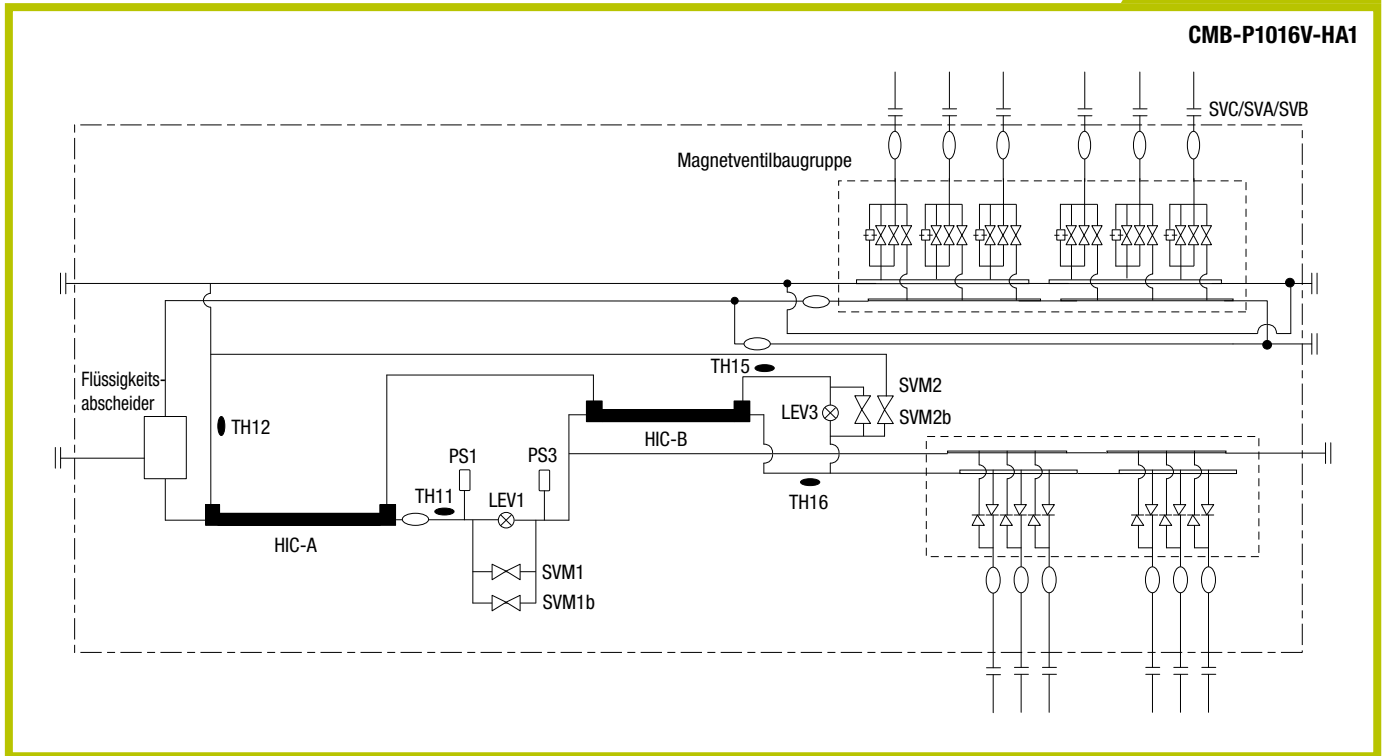 CMB-P1016V-HA1
SVC/SVA/SVB
Magnetventilbaugruppe
Flüssigkeits-
abscheider
TH12
TH15
SVM2
LEV3
SVM2b
HIC-B
PS1
PS3
TH11
LEV1
TH16
HIC-A
SVM1
SVM1b